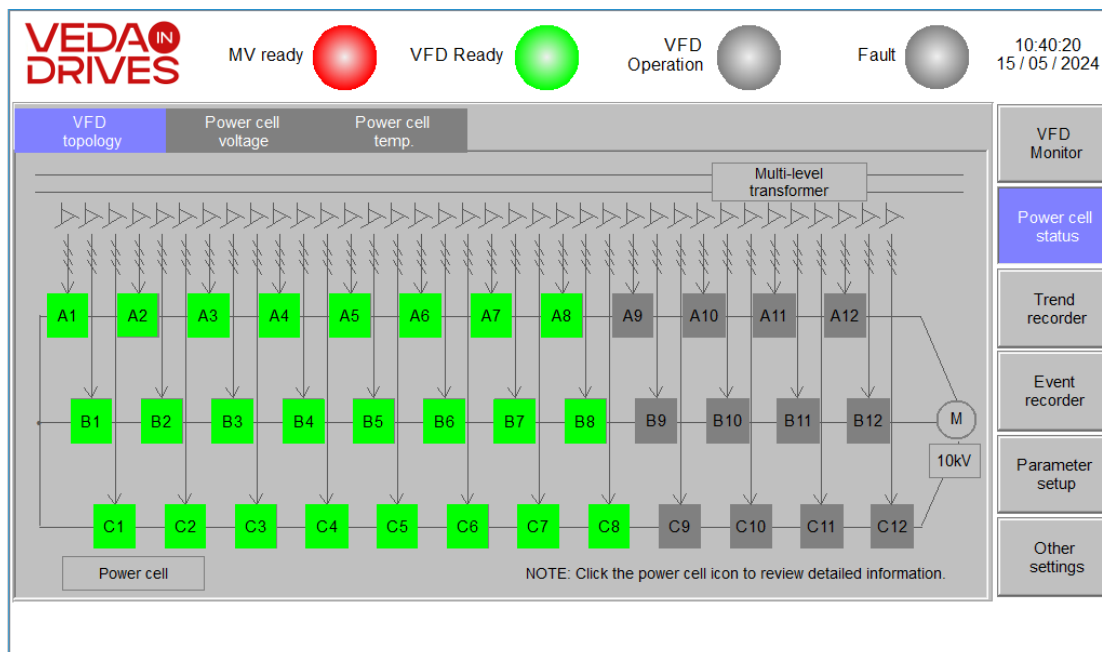 VEDA IN
DRIVES
MV ready
VFD Ready
VFD
Operation
Fault
10:40:20
15 / 05 / 2024
VFD
topology
Power cell
voltage
Power cell
temp.
Multi-level
transformer
A1 A2 A3 A4 A5 A6 A7 A8 A9 A10 A11 A12
B1 B2 B3 B4 B5 B6 B7 B8 B9 B10 B11 B12
M
10kV
C1 C2 C3 C4 C5 C6 C7 C8 C9 C10 C11 C12
Power cell
NOTE: Click the power cell icon to review detailed information.
VFD
Monitor
Power cell
status
Trend
recorder
Event
recorder
Parameter
setup
Other
settings